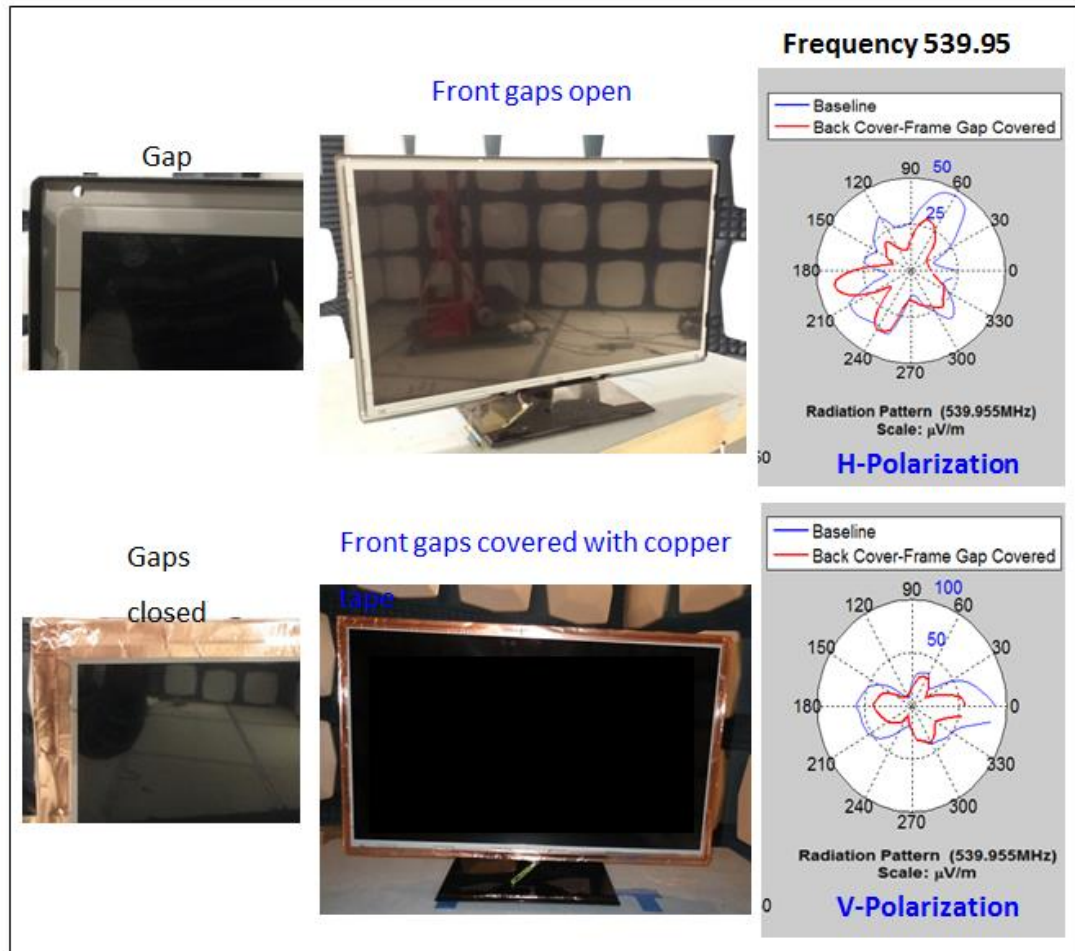 Frequency 539.95
Front gaps open
Gap
Baseline
Back Cover-Frame Gap Covered
90
50
120
60
25
150
30
180
0
210
330
240
300
270
Radiation Pattern (539.955MHz)
Scale: μV/m
50
H-Polarization
Gaps
closed
Front gaps covered with copper
tape
Baseline
Back Cover-Frame Gap Covered
90
100
120
60
50
150
30
180
0
210
330
240
300
270
Radiation Pattern (539.955MHz)
Scale: μV/m
0
V-Polarization